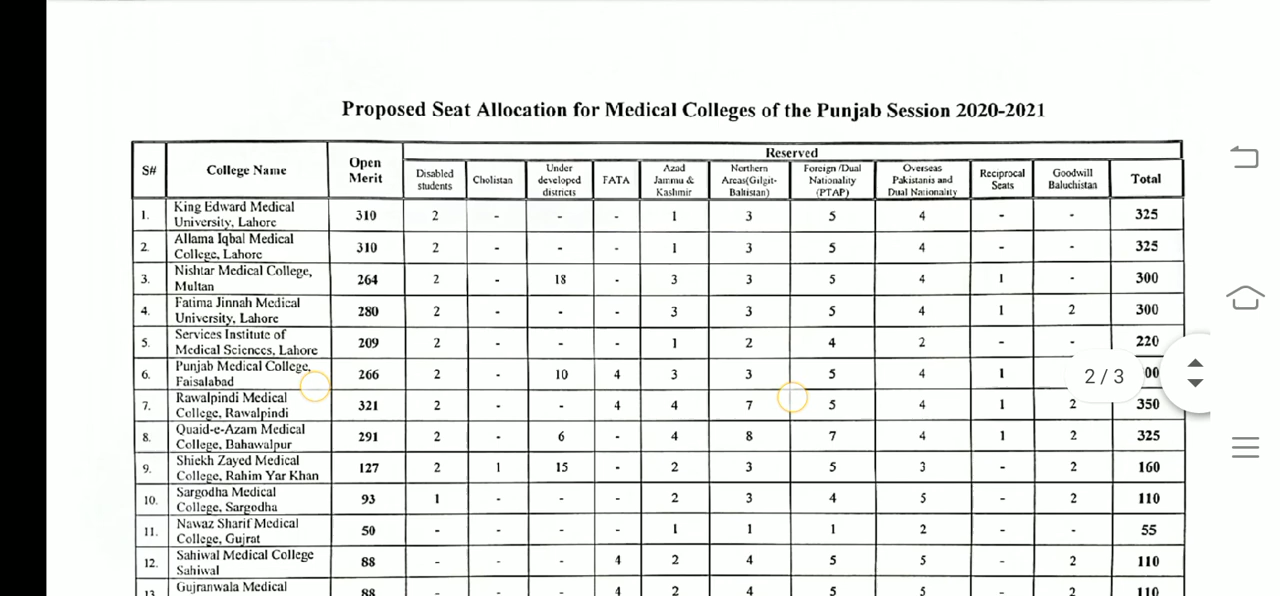 Proposed Seat Allocation for Medical Colleges of the Punjab Session 2020-2021
S# College Name Open Merit Reserved Total
Disabled students Cholistan Under developed districts FATA Azad Jammu & Kashmir Northern Areas(Gilgit-Baltistan) Foreign /Dual Nationality (PTAP) Overseas Pakistanis and Dual Nationality Reciprocal Seats Goodwill Baluchistan
1. King Edward Medical University, Lahore 310 2 - - - 1 3 5 4 - - 325
2. Allama Iqbal Medical College, Lahore 310 2 - - - 1 3 5 4 - - 325
3. Nishtar Medical College, Multan 264 2 - 18 - 3 3 5 4 1 - 300
4. Fatima Jinnah Medical University, Lahore 280 2 - - - 3 3 5 4 1 2 300
5. Services Institute of Medical Sciences, Lahore 209 2 - - - 1 2 4 2 - - 220
6. Punjab Medical College, Faisalabad 266 2 - 10 4 3 3 5 4 1 00
2 / 3
7. Rawalpindi Medical College, Rawalpindi 321 2 - - 4 4 7 5 4 1 2 350
8. Quaid-e-Azam Medical College, Bahawalpur 291 2 - 6 - 4 8 7 4 1 2 325
9. Shiekh Zayed Medical College, Rahim Yar Khan 127 2 1 15 - 2 3 5 3 - 2 160
10. Sargodha Medical College, Sargodha 93 1 - - - 2 3 4 5 - 2 110
11. Nawaz Sharif Medical College, Gujrat 50 - - - - 1 1 1 2 - - 55
12. Sahiwal Medical College Sahiwal 88 - - - 4 2 4 5 5 - 2 110
13. Gujranwala Medical 88 - - - 4 2 4 5 5 - 2 110